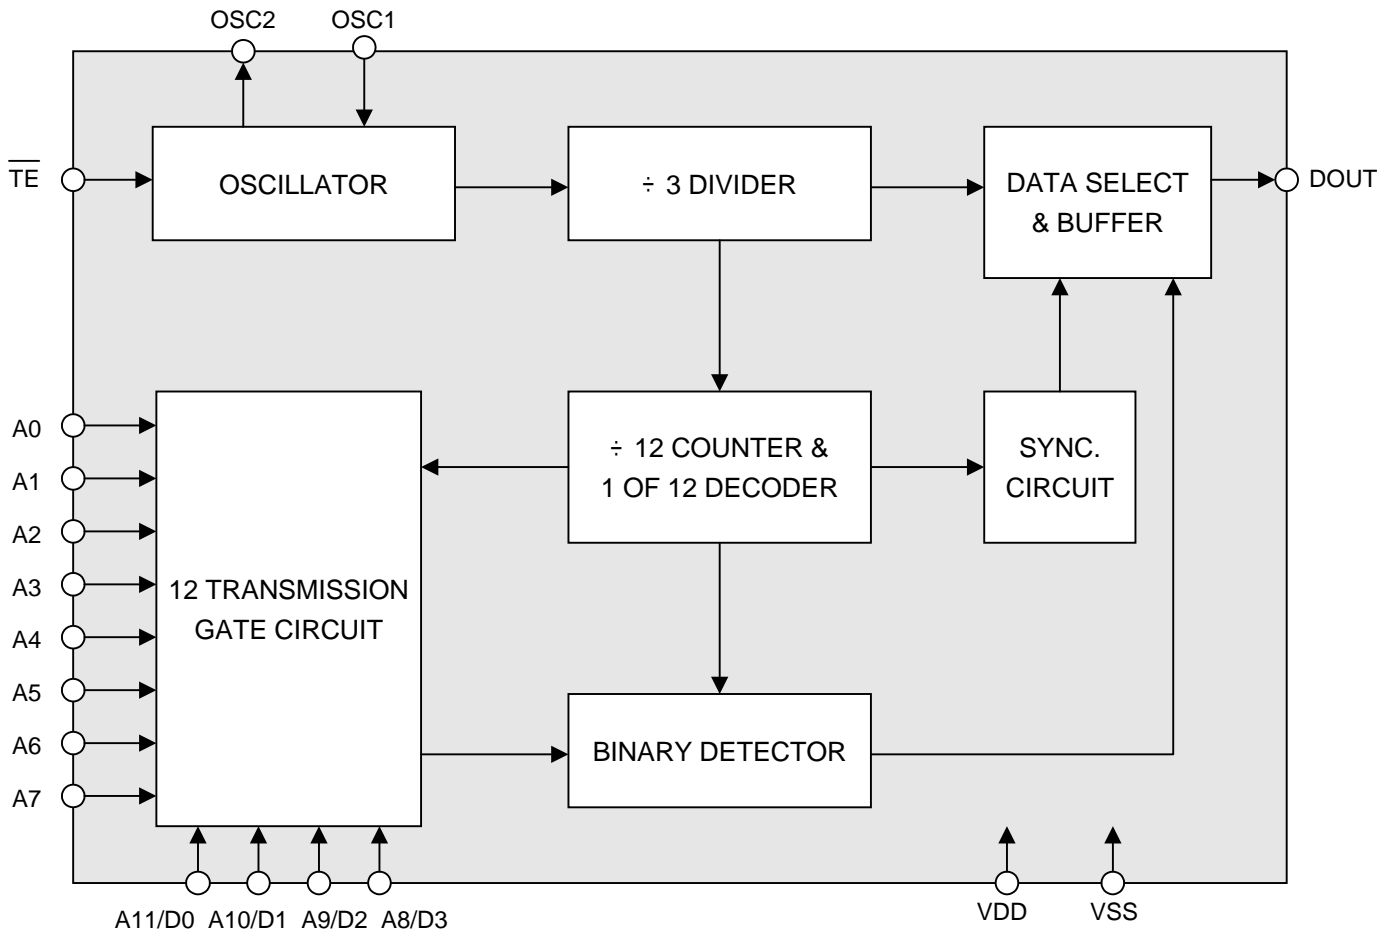 OSC2
OSC1
T̅E̅
OSCILLATOR
÷ 3 DIVIDER
DATA SELECT
& BUFFER
DOUT
A0
A1
A2
A3
A4
A5
A6
A7
12 TRANSMISSION
GATE CIRCUIT
÷ 12 COUNTER &
1 OF 12 DECODER
SYNC.
CIRCUIT
BINARY DETECTOR
A11/D0
A10/D1
A9/D2
A8/D3
VDD
VSS